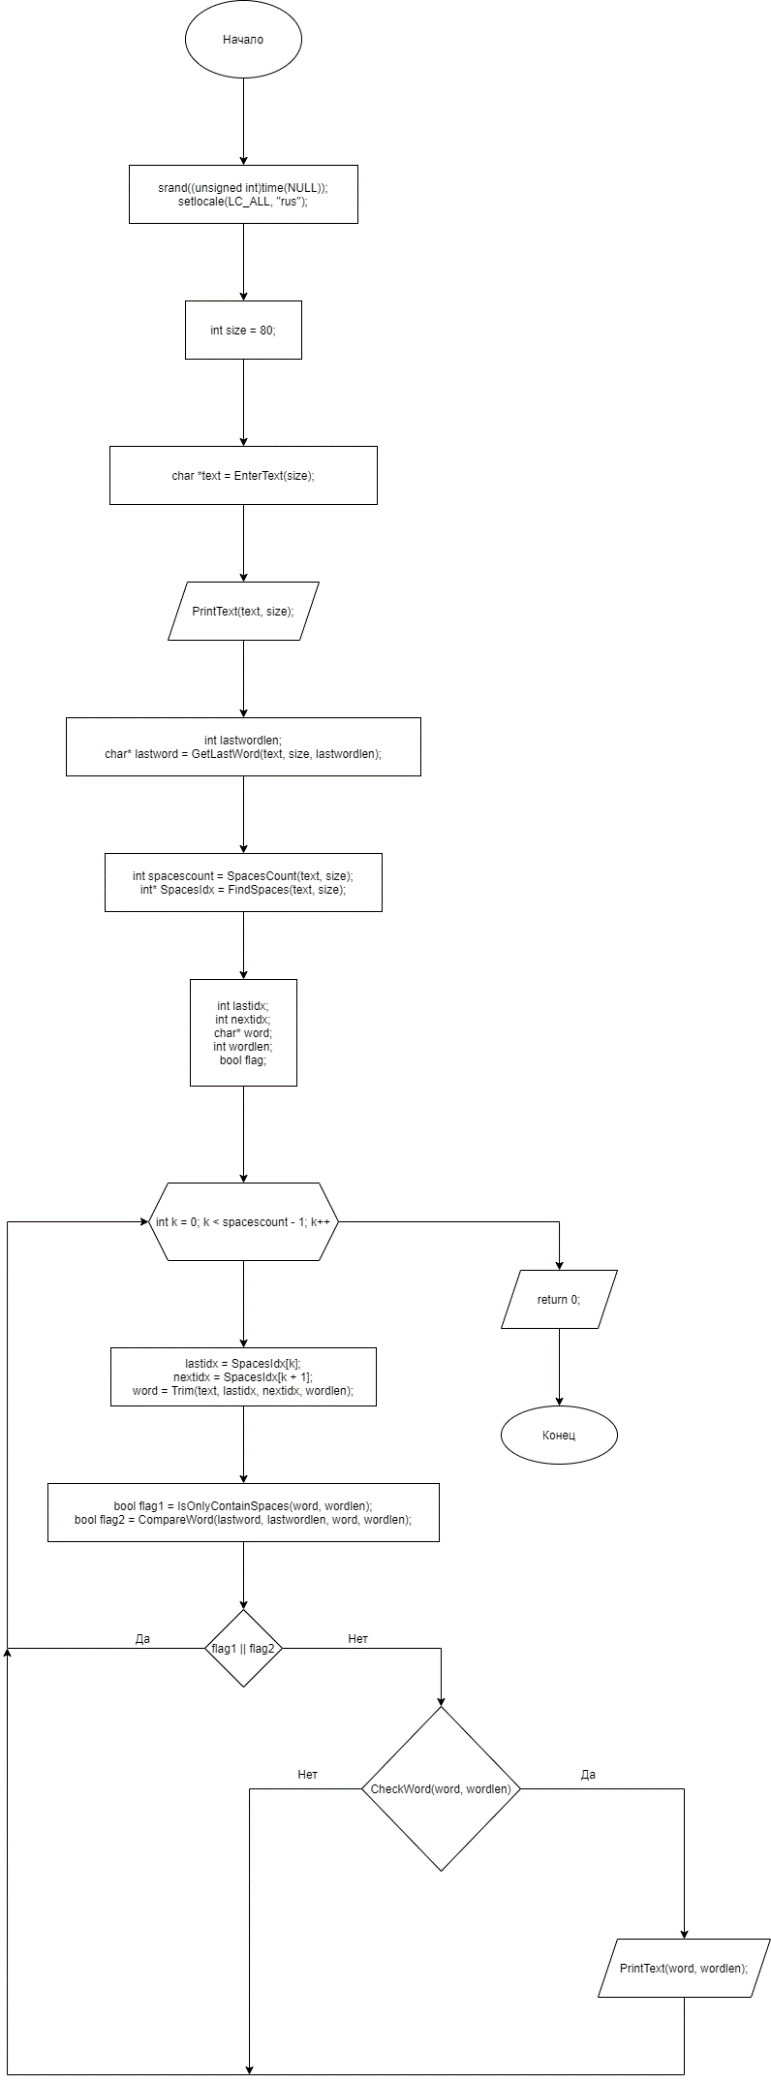 Начало
srand((unsigned int)time(NULL));
setlocale(LC_ALL, "rus");
int size = 80;
char *text = EnterText(size);
PrintText(text, size);
int lastwordlen;
char* lastword = GetLastWord(text, size, lastwordlen);
int spacescount = SpacesCount(text, size);
int* SpacesIdx = FindSpaces(text, size);
int lastidx;
int nextidx;
char* word;
int wordlen;
bool flag;
int k = 0; k < spacescount - 1; k++
return 0;
Конец
lastidx = SpacesIdx[k];
nextidx = SpacesIdx[k + 1];
word = Trim(text, lastidx, nextidx, wordlen);
bool flag1 = IsOnlyContainSpaces(word, wordlen);
bool flag2 = CompareWord(lastword, lastwordlen, word, wordlen);
Да
flag1 || flag2
Нет
Нет
CheckWord(word, wordlen)
Да
PrintText(word, wordlen);